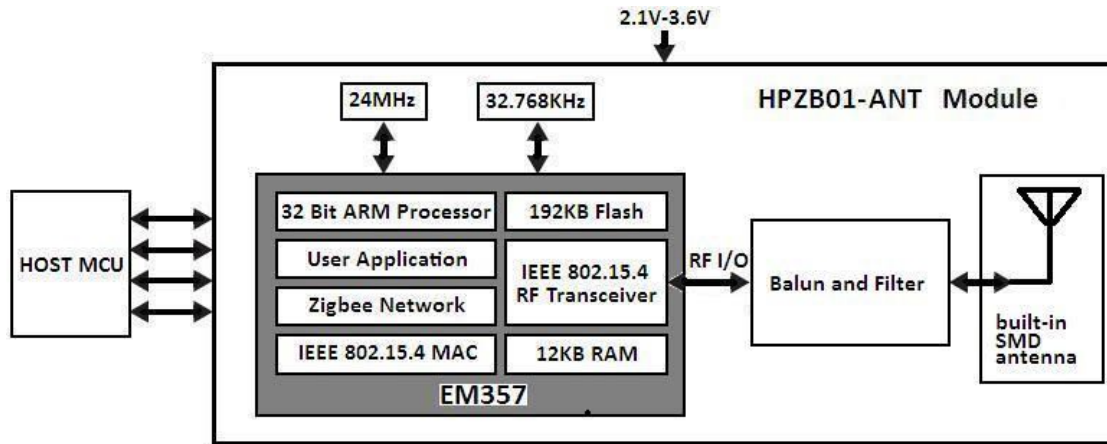 2.1V-3.6V
HPZB01-ANT Module
24MHz
32.768KHz
HOST MCU
32 Bit ARM Processor
192KB Flash
User Application
IEEE 802.15.4
RF Transceiver
Zigbee Network
IEEE 802.15.4 MAC
12KB RAM
EM357
RF I/O
Balun and Filter
built-in
SMD
antenna